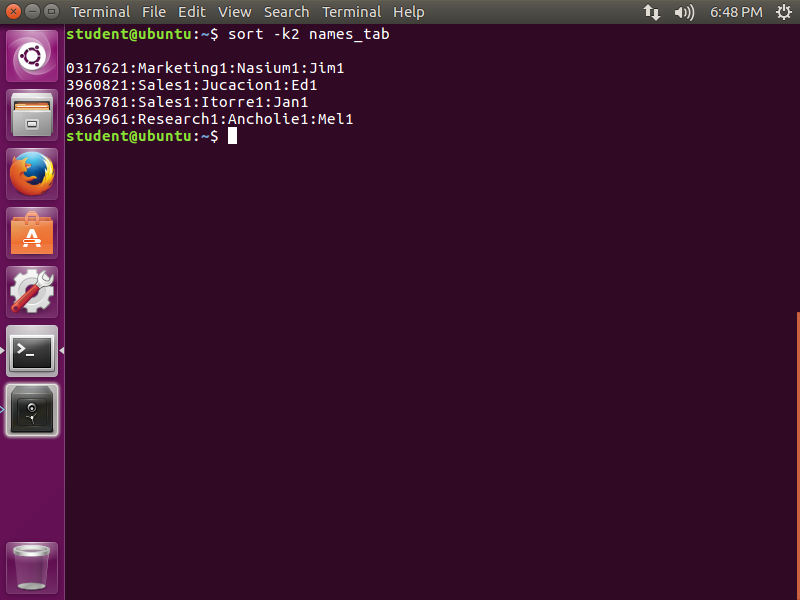 Terminal File Edit View Search Terminal Help 6:48 PM
student@ubuntu:~$ sort -k2 names_tab

0317621:Marketing1:Nasium1:Jim1
3960821:Sales1:Jucacion1:Ed1
4063781:Sales1:Itorre1:Jan1
6364961:Research1:Ancholie1:Mel1
student@ubuntu:~$